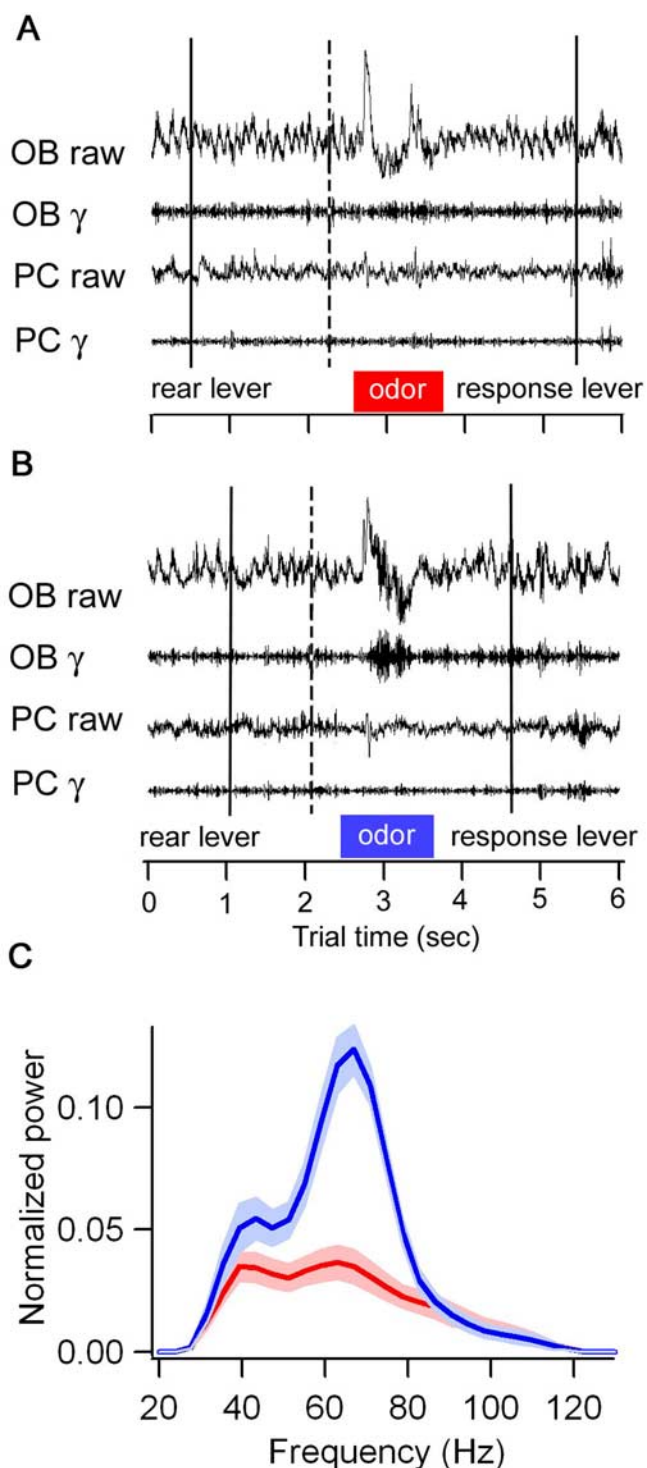 A
OB raw
OB γ
PC raw
PC γ
rear lever odor response lever
B
OB raw
OB γ
PC raw
PC γ
rear lever odor response lever
0 1 2 3 4 5 6
Trial time (sec)
C
Normalized power
0.10
0.05
0.00
20 40 60 80 100 120
Frequency (Hz)